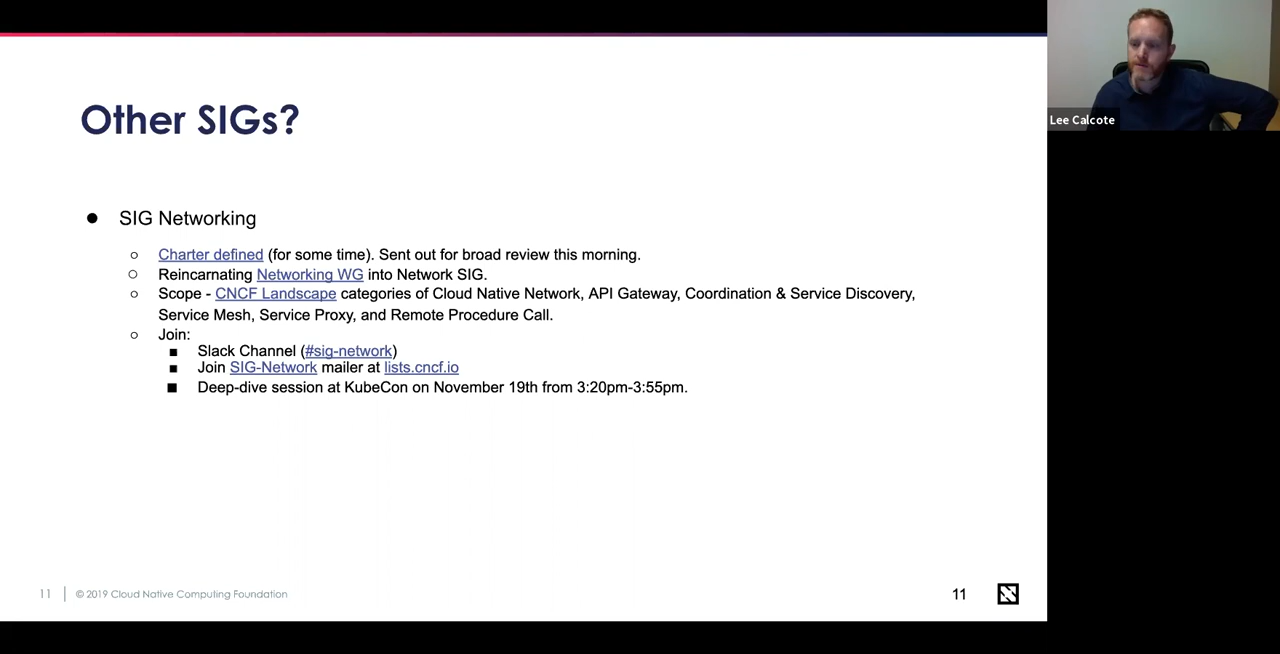 Other SIGs?
● SIG Networking
○ Charter defined (for some time). Sent out for broad review this morning.
○ Reincarnating Networking WG into Network SIG.
○ Scope - CNCF Landscape categories of Cloud Native Network, API Gateway, Coordination & Service Discovery,
Service Mesh, Service Proxy, and Remote Procedure Call.
○ Join:
■ Slack Channel (#sig-network)
■ Join SIG-Network mailer at lists.cncf.io
■ Deep-dive session at KubeCon on November 19th from 3:20pm-3:55pm.
11 | © 2019 Cloud Native Computing Foundation
11
Lee Calcote